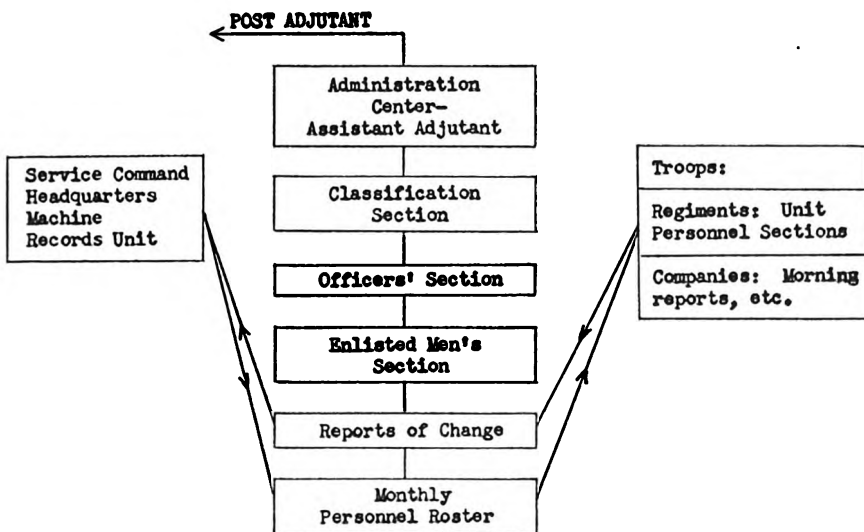 POST ADJUTANT
Administration
Center-
Assistant Adjutant
Service Command
Headquarters
Machine
Records Unit
Classification
Section
Troops:
Regiments: Unit
Personnel Sections
Companies: Morning
reports, etc.
Officers' Section
Enlisted Men's
Section
Reports of Change
Monthly
Personnel Roster